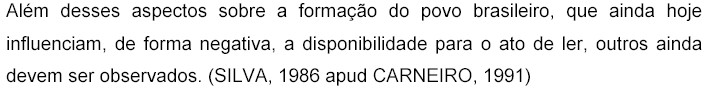 Além desses aspectos sobre a formação do povo brasileiro, que ainda hoje
influenciam, de forma negativa, a disponibilidade para o ato de ler, outros ainda
devem ser observados. (SILVA, 1986 apud CARNEIRO, 1991)